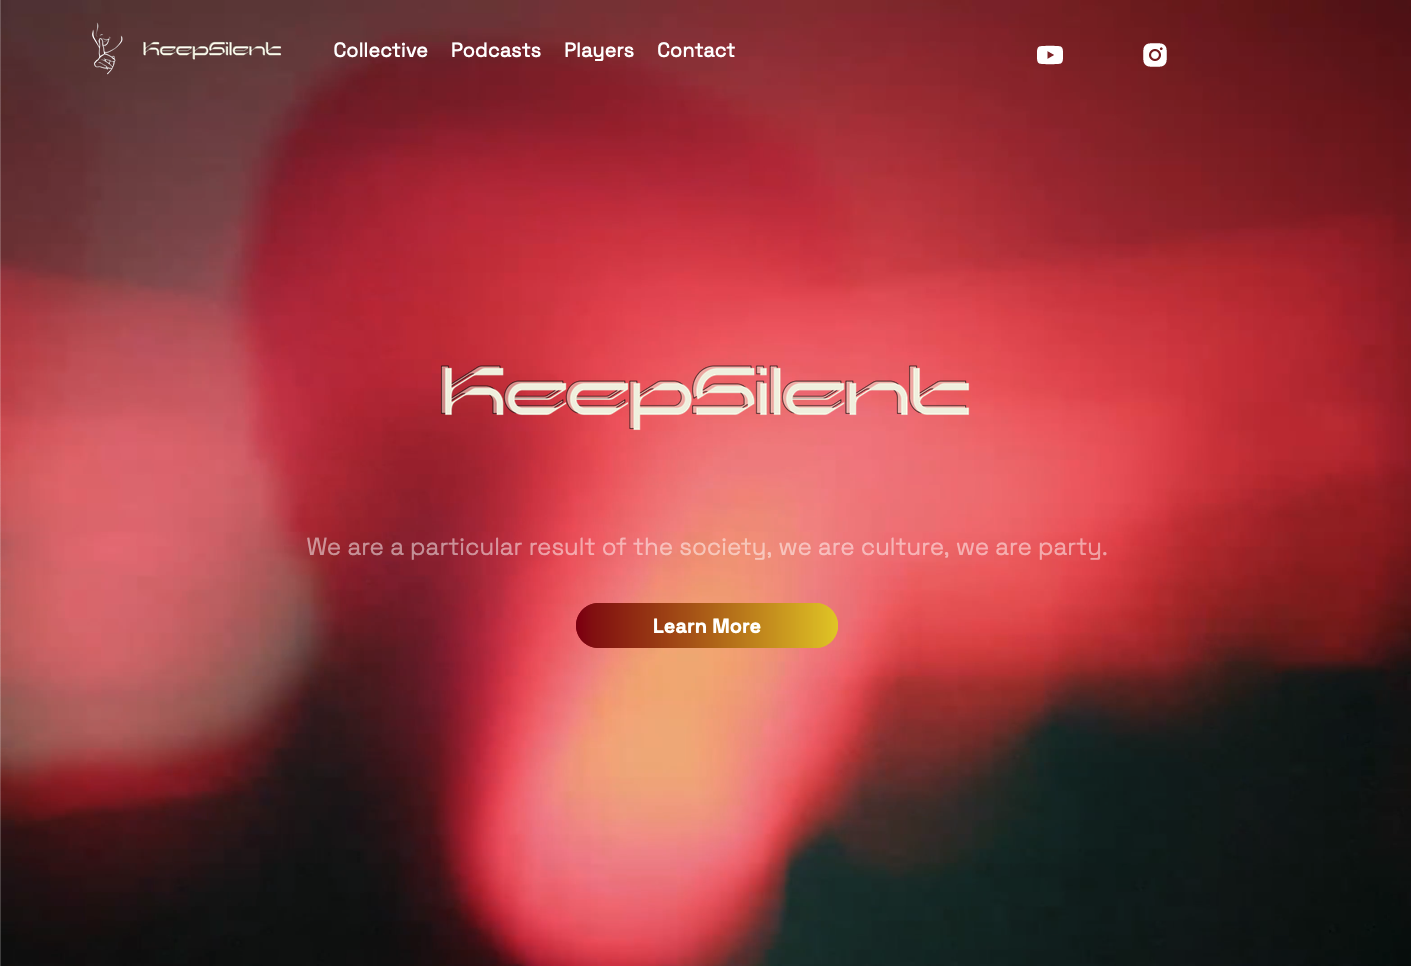 KeepSilent
Collective Podcasts Players Contact
KeepSilent
We are a particular result of the society, we are culture, we are party.
Learn More